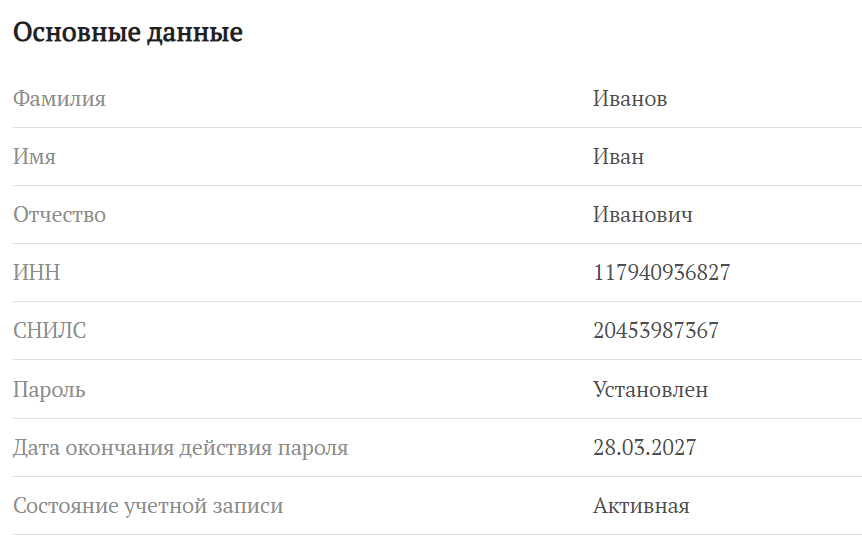 Основные данные
Фамилия Иванов
Имя Иван
Отчество Иванович
ИНН 117940936827
СНИЛС 20453987367
Пароль Установлен
Дата окончания действия пароля 28.03.2027
Состояние учетной записи Активная